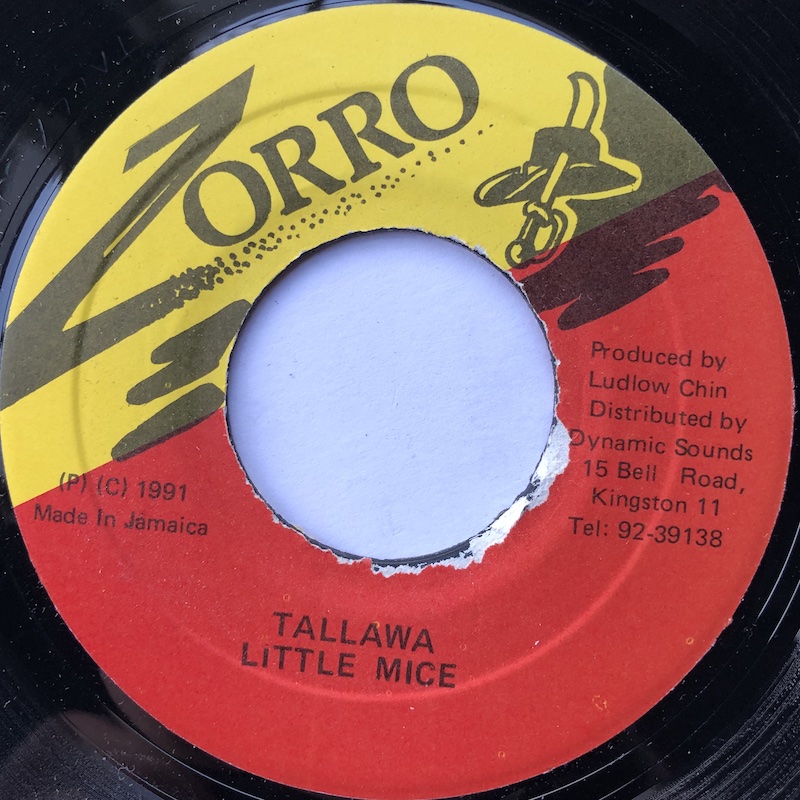 ZORRO
Produced by
Ludlow Chin
Distributed by
Dynamic Sounds
15 Bell Road,
Kingston 11
Tel: 92-39138
(P) (C) 1991
Made In Jamaica
TALLAWA
LITTLE MICE